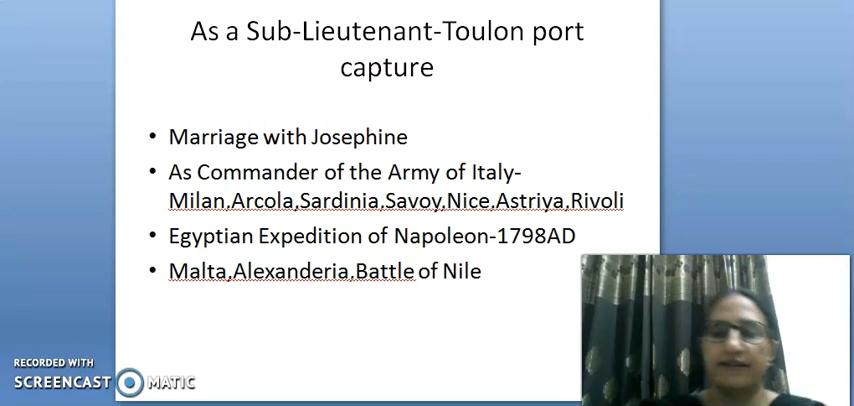 As a Sub-Lieutenant-Toulon port
capture
• Marriage with Josephine
• As Commander of the Army of Italy-
Milan,Arcola,Sardinia,Savoy,Nice,Astriya,Rivoli
• Egyptian Expedition of Napoleon-1798AD
• Malta,Alexanderia,Battle of Nile
RECORDED WITH
SCREENCAST MATIC